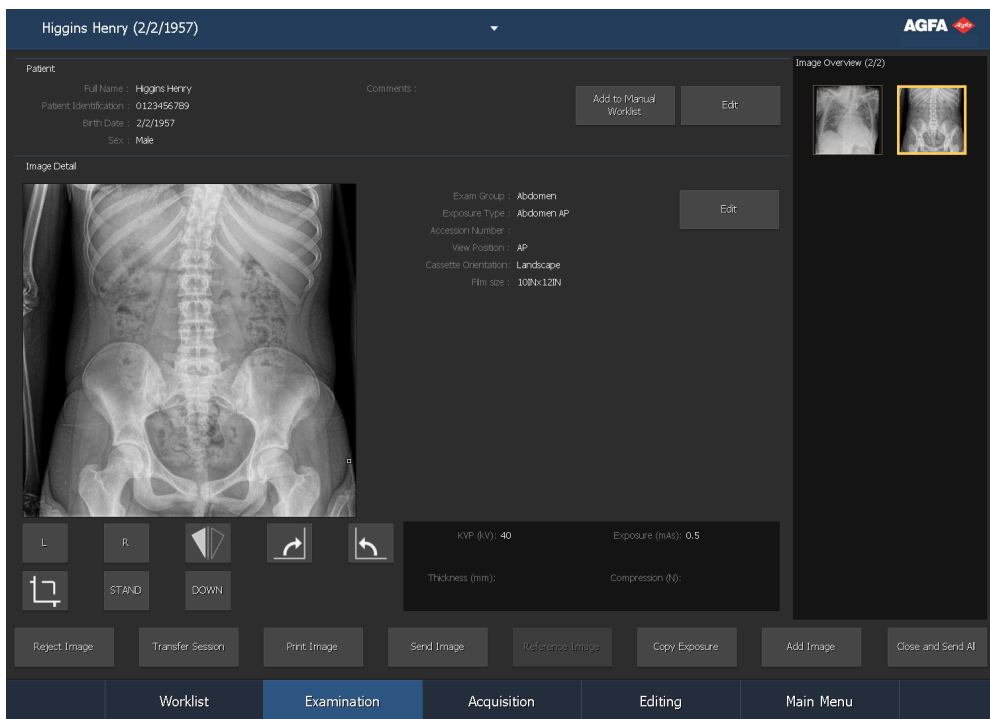 Higgins Henry (2/2/1957)
AGFA
Patient
Full Name : Higgins Henry
Comments :
Patient Identification : 0123456789
Birth Date : 2/2/1957
Sex : Male
Add to Manual
Worklist
Edit
Image Overview (2/2)
Image Detail
Exam Group : Abdomen
Exposure Type : Abdomen AP
Accession Number :
View Position : AP
Cassette Orientation: Landscape
Film size : 10INx12IN
Edit
L
R
STAND
DOWN
KVP (kV): 40
Exposure (mAs): 0.5
Thickness (mm):
Compression (N):
Reject Image
Transfer Session
Print Image
Send Image
Reference Image
Copy Exposure
Add Image
Close and Send All
Worklist
Examination
Acquisition
Editing
Main Menu